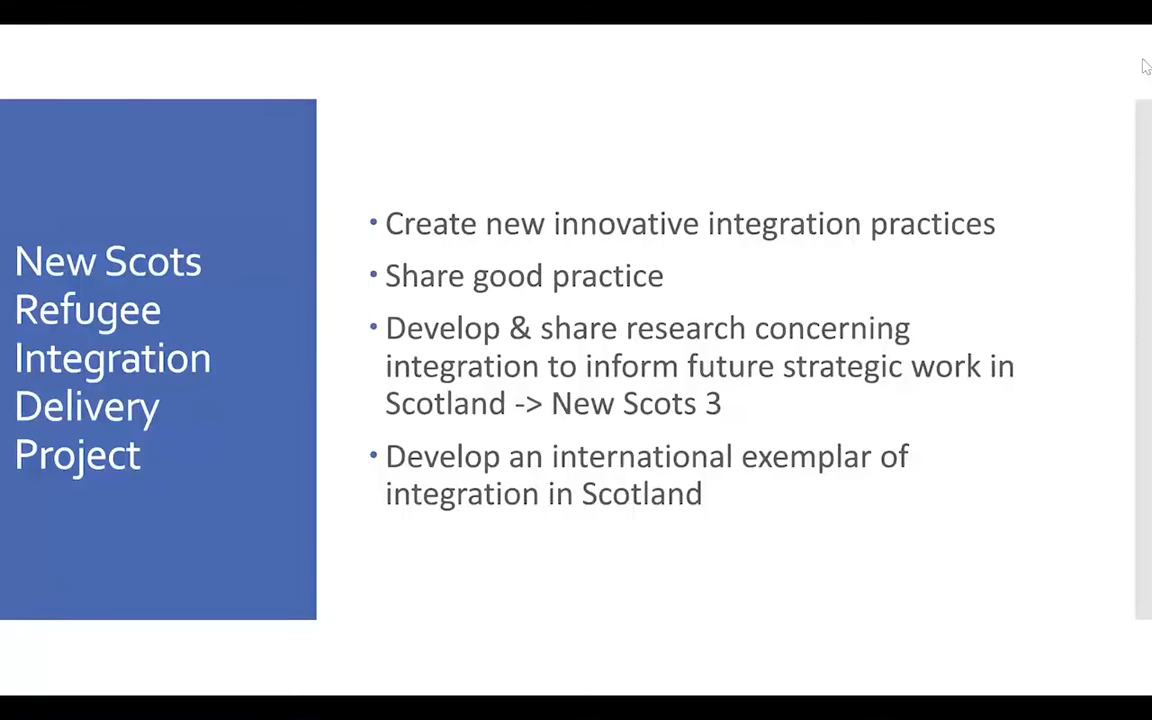 New Scots
Refugee
Integration
Delivery
Project
• Create new innovative integration practices
• Share good practice
• Develop & share research concerning
integration to inform future strategic work in
Scotland -> New Scots 3
• Develop an international exemplar of
integration in Scotland